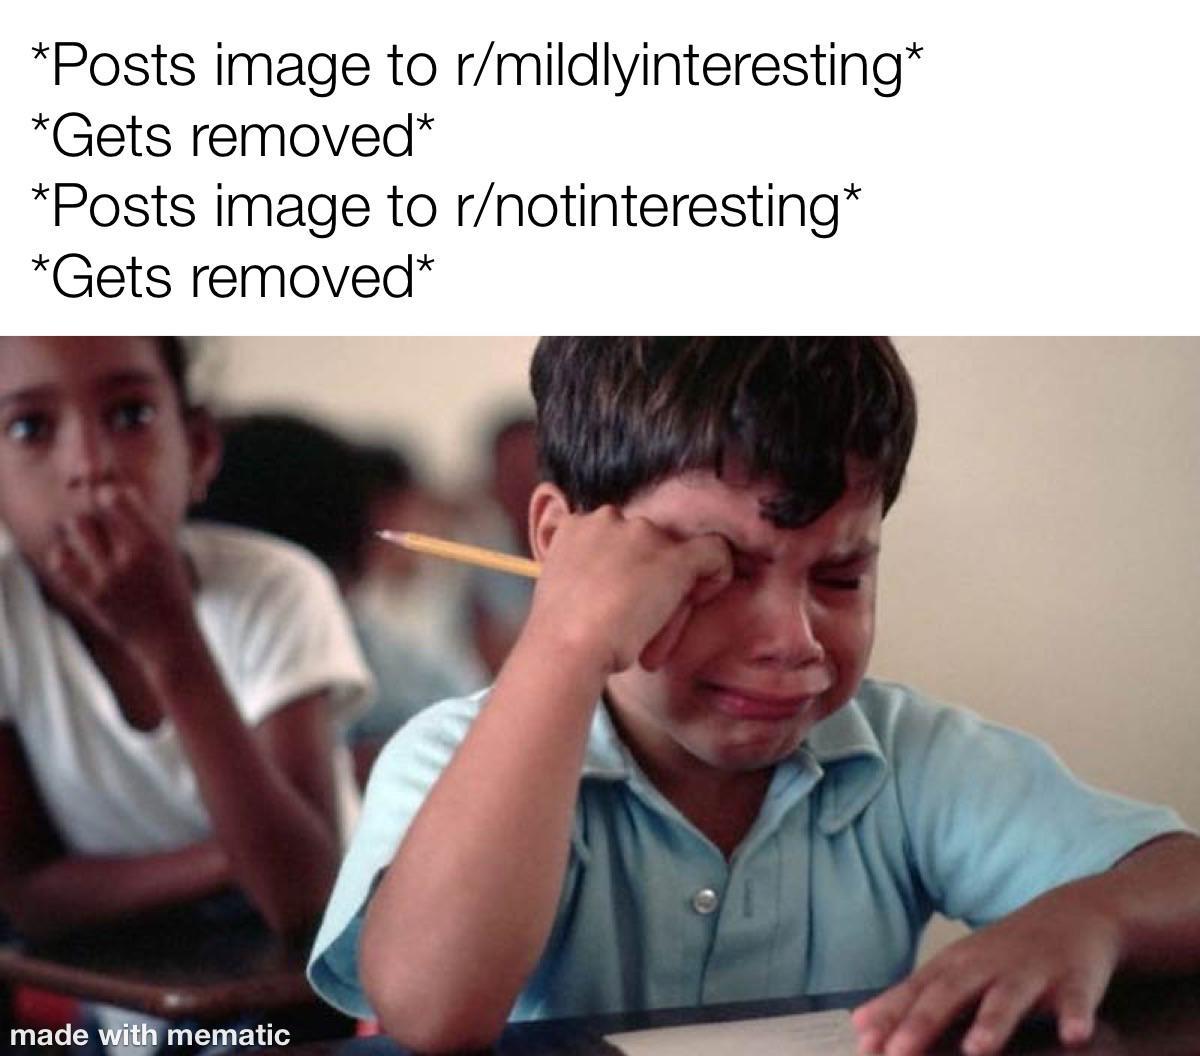 *Posts image to r/mildlyinteresting*
*Gets removed*
*Posts image to r/notinteresting*
*Gets removed*
made with mematic